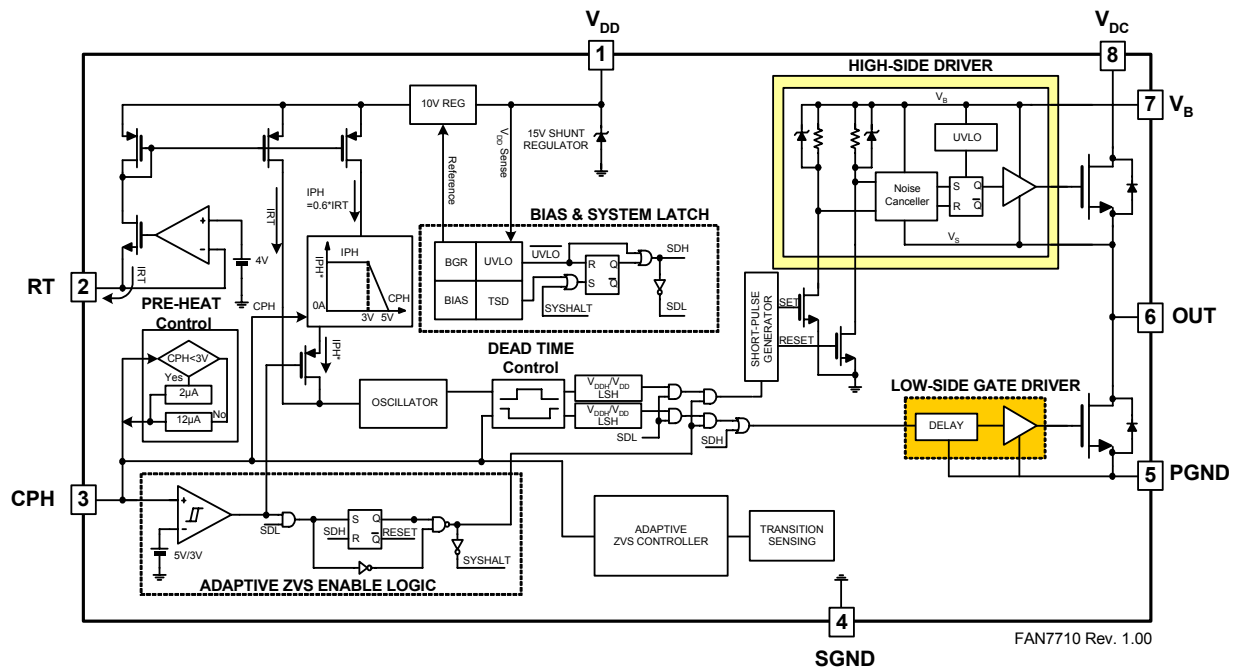 VDD
VDC
1
8
HIGH-SIDE DRIVER
10V REG
VB
7
VB
15V SHUNT
REGULATOR
UVLO
VDD Sense
Reference
IPH
=0.6*IRT
IRT
Noise
Canceller
S
Q
R
Q
BIAS & SYSTEM LATCH
VS
IPH*
IPH
CPH
0A
3V
5V
BGR
UVLO
UVLO
BIAS
TSD
R
Q
S
Q
SDH
SYSHALT
SDL
4V
RT
2
IRT
PRE-HEAT
Control
CPH
CPH<3V
Yes
2µA
No
12µA
IPH*
SHORT-PULSE
GENERATOR
SET
RESET
6
OUT
DEAD TIME
Control
OSCILLATOR
VDDH/VDD
LSH
VDDH/VDD
LSH
SDL
SDH
LOW-SIDE GATE DRIVER
DELAY
5
PGND
CPH
3
+
-
5V/3V
SDL
SDH
S
Q
R
Q
RESET
SYSHALT
ADAPTIVE ZVS ENABLE LOGIC
ADAPTIVE
ZVS CONTROLLER
TRANSITION
SENSING
4
SGND
FAN7710 Rev. 1.00